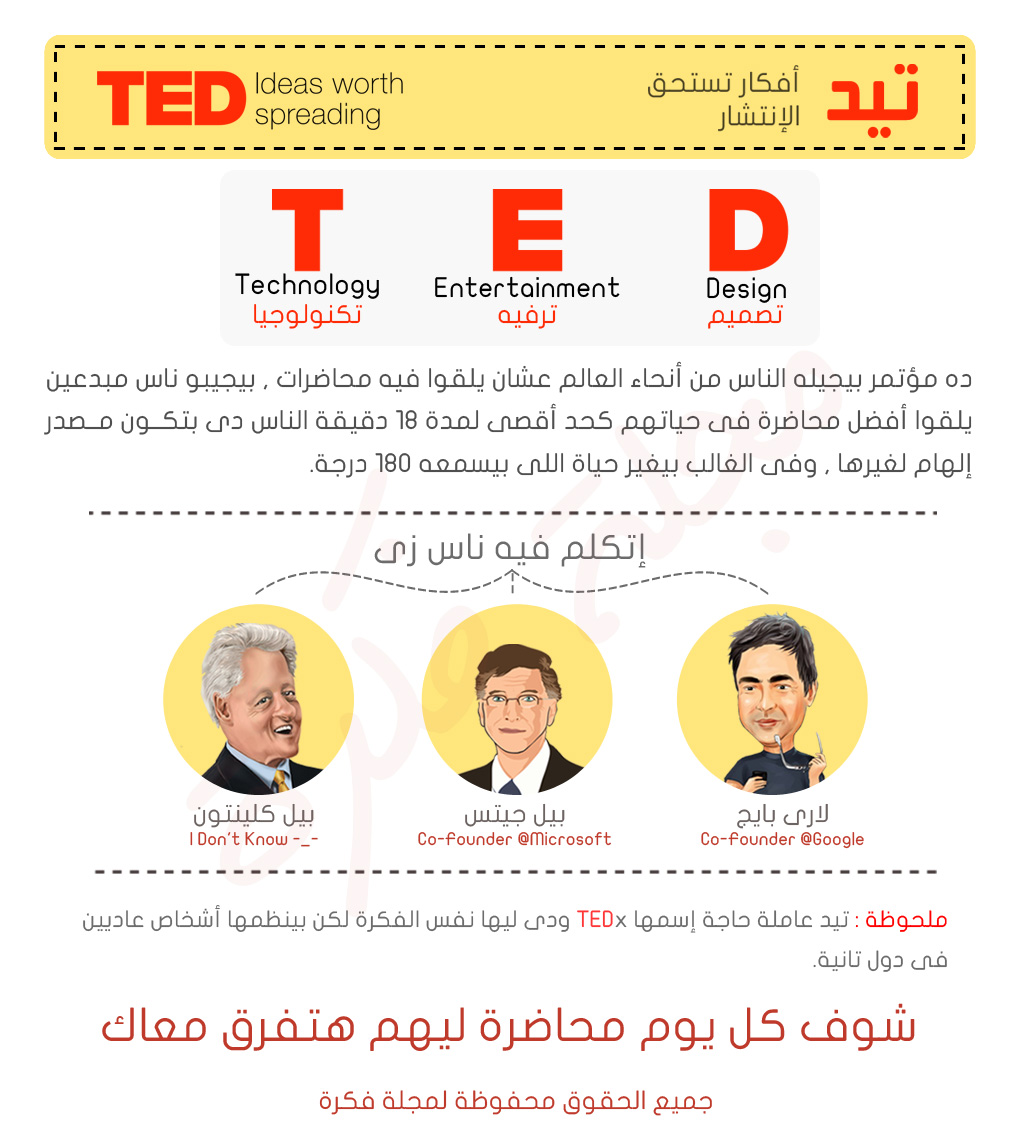 TED Ideas worth
spreading
تيد أفكار تستحق
الإنتشار
T E D
Technology Entertainment Design
تكنولوجيا ترفيه تصميم
ده مؤتمر بيجيله الناس من أنحاء العالم عشان يلقوا فيه محاضرات , بيجيبو ناس مبدعين
يلقوا أفضل محاضرة فى حياتهم كحد أقصى لمدة 18 دقيقة الناس دى بتكـون مـصدر
إلهام لغيرها , وفى الغالب بيغير حياة اللى بيسمعه 180 درجة.
إتكلم فيه ناس زى
بيل كلينتون بيل جيتس لارى بايج
I Don't Know -_- Co-Founder @Microsoft Co-Founder @Google
ملحوظة : تيد عاملة حاجة إسمها TEDx ودى ليها نفس الفكرة لكن بينظمها أشخاص عاديين
فى دول تانية.
شوف كل يوم محاضرة ليهم هتفرق معاك
جميع الحقوق محفوظة لمجلة فكرة